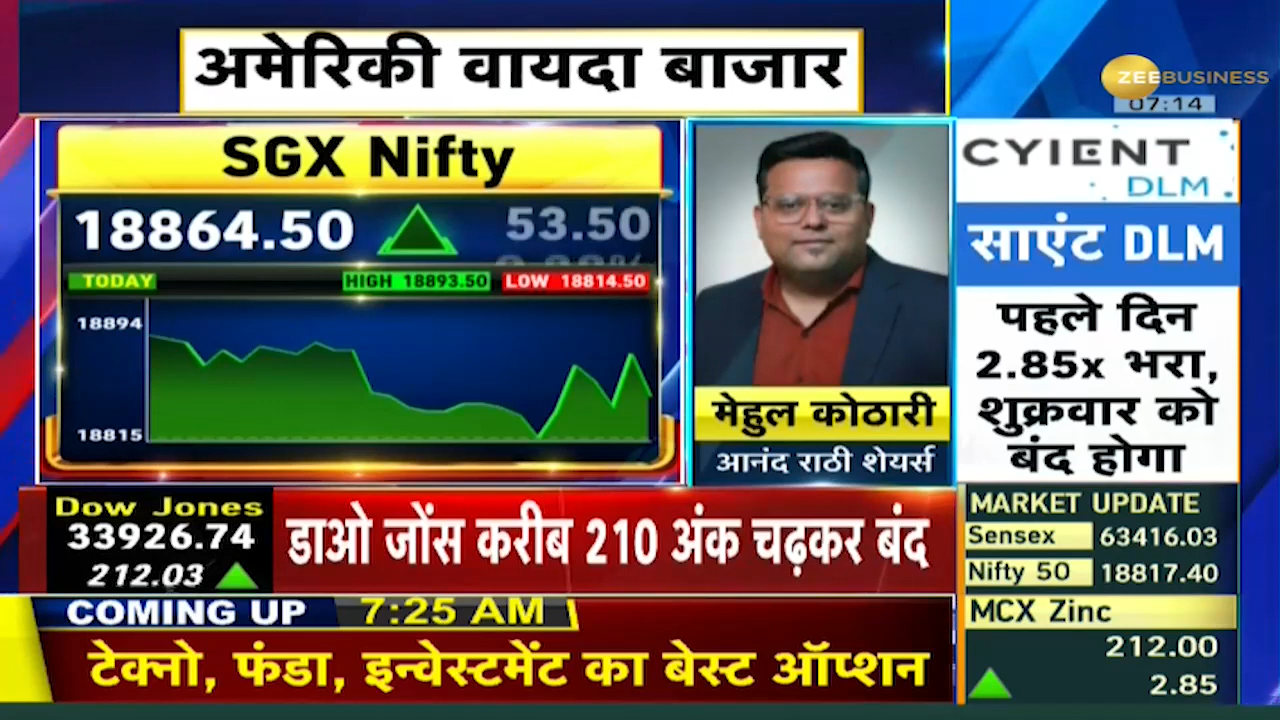 अमेरिकी वायदा बाजार
ZEEBUSINESS
07:14
SGX Nifty
18864.50
53.50
TODAY
HIGH 18893.50
LOW 18814.50
18894
18815
मेहुल कोठारी
आनंद राठी शेयर्स
CYIENT
DLM
साएंट DLM
पहले दिन
2.85x भरा,
शुक्रवार को
बंद होगा
Dow Jones
33926.74
212.03
डाओ जोंस करीब 210 अंक चढ़कर बंद
MARKET UPDATE
Sensex 63416.03
Nifty 50 18817.40
MCX Zinc
212.00
2.85
COMING UP 7:25 AM
टेक्नो, फंडा, इन्वेस्टमेंट का बेस्ट ऑप्शन